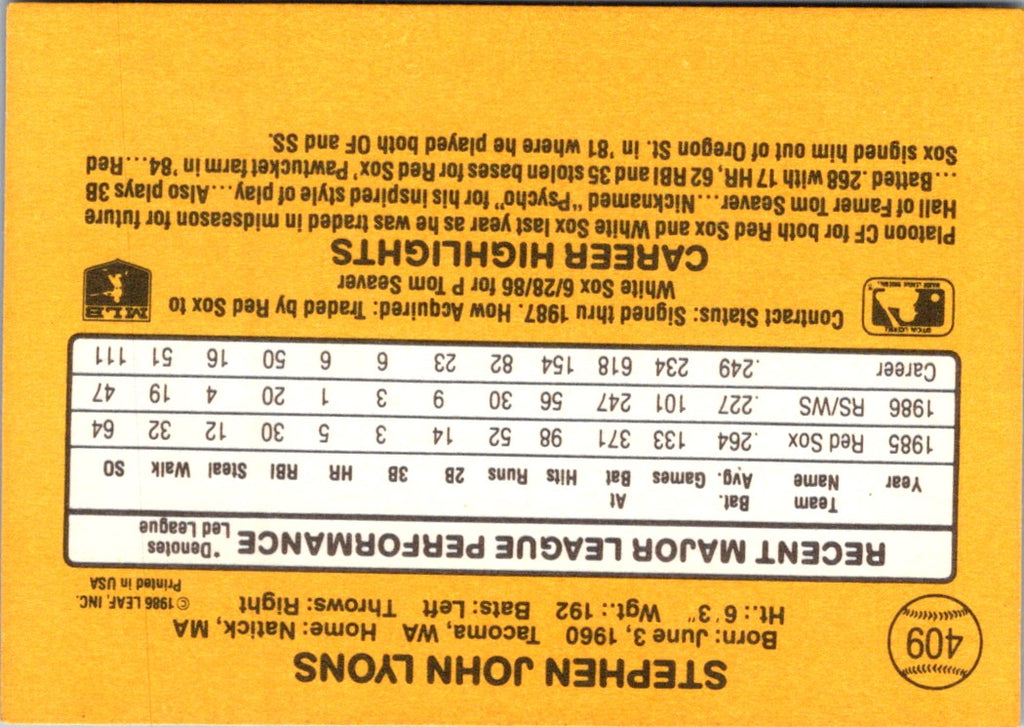 409
STEPHEN JOHN LYONS
Born: June 3, 1960 Tacoma, WA Home: Natick, MA
Ht.: 6'3" Wgt.: 192 Bats: Left Throws: Right
© 1986 LEAF, INC.
Printed in USA
RECENT MAJOR LEAGUE PERFORMANCE *Denotes Led League
Year Team Name Bat. Avg. Games At Bat Hits Runs 2B 3B HR RBI Steal Walk SO
1985 Red Sox .264 133 371 98 52 14 3 5 30 12 32 64
1986 RS/WS .227 101 247 56 30 9 3 1 20 4 19 47
Career .249 234 618 154 82 23 6 6 50 16 51 111
Contract Status: Signed thru 1987. How Acquired: Traded by Red Sox to
White Sox 6/28/86 for P Tom Seaver
MLB
CAREER HIGHLIGHTS
Platoon CF for both Red Sox and White Sox last year as he was traded in midseason for future
Hall of Famer Tom Seaver...Nicknamed "Psycho" for his inspired style of play...Also plays 3B
...Batted .268 with 17 HR, 62 RBI and 35 stolen bases for Red Sox' Pawtucket farm in '84...Red
Sox signed him out of Oregon St. in '81 where he played both OF and SS.